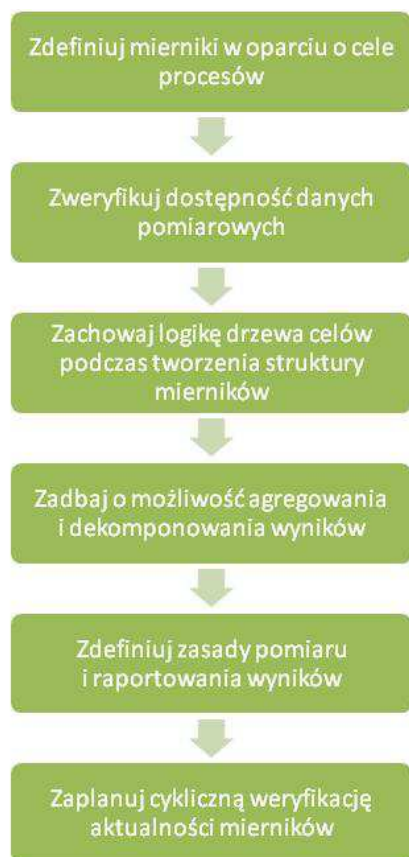 Zdefiniuj mierniki w oparciu o cele
procesów
Zweryfikuj dostępność danych
pomiarowych
Zachowaj logikę drzewa celów
podczas tworzenia struktury
mierników
Zadbaj o możliwość agregowania
i dekomponowania wyników
Zdefiniuj zasady pomiaru
i raportowania wyników
Zaplanuj cykliczną weryfikację
aktualności mierników